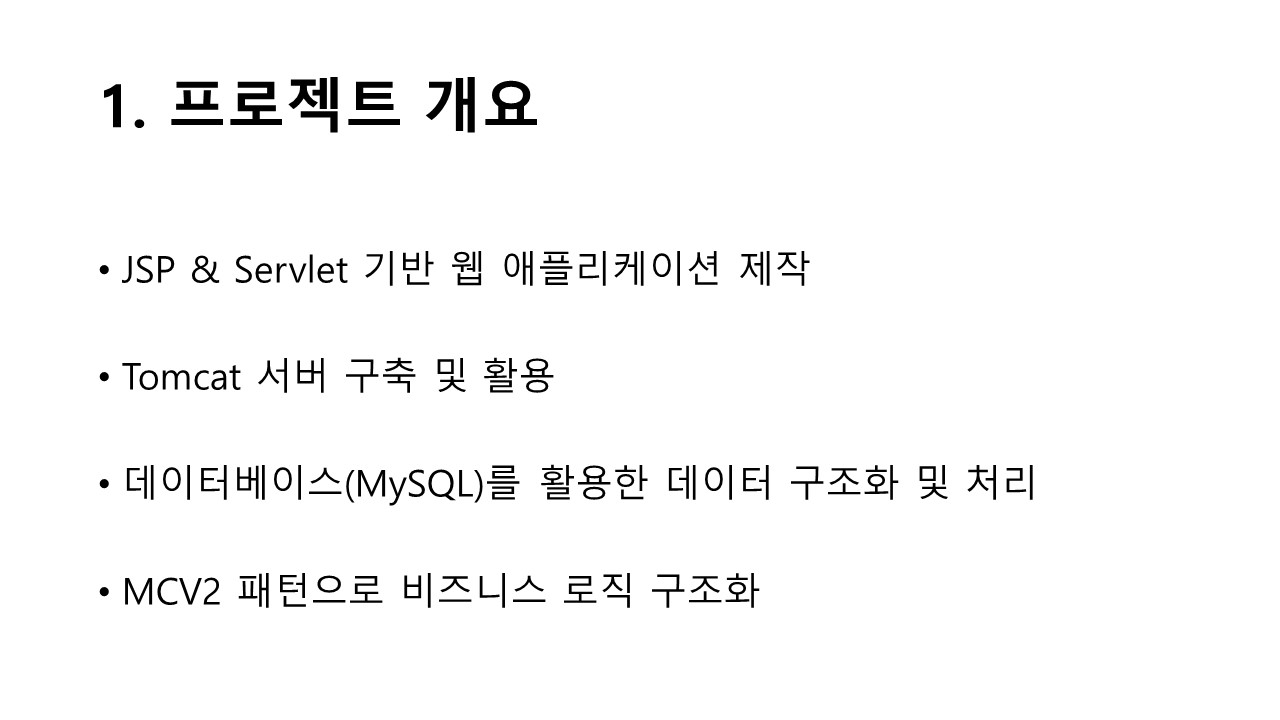 1. 프로젝트 개요
• JSP & Servlet 기반 웹 애플리케이션 제작
• Tomcat 서버 구축 및 활용
• 데이터베이스(MySQL)를 활용한 데이터 구조화 및 처리
• MCV2 패턴으로 비즈니스 로직 구조화